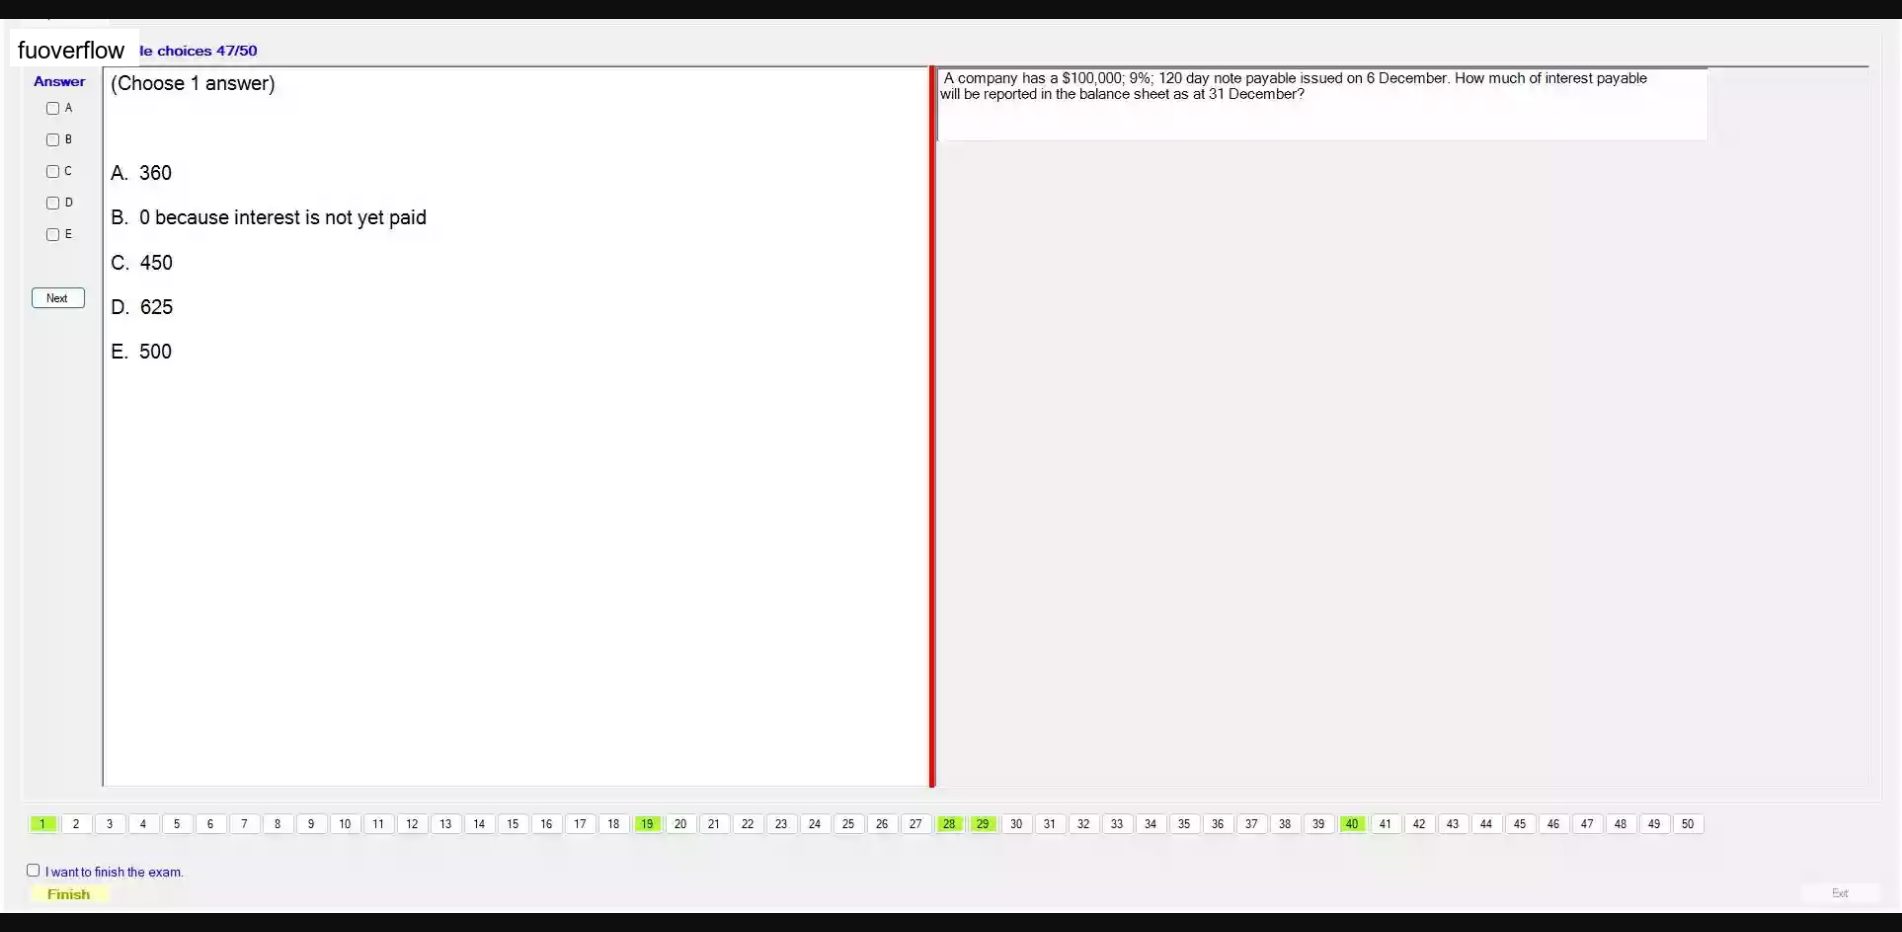 fuoverflow
le choices 47/50
Answer
(Choose 1 answer)
A company has a $100,000; 9%; 120 day note payable issued on 6 December. How much of interest payable
will be reported in the balance sheet as at 31 December?
A
B
C
D
E
Next
A. 360
B. 0 because interest is not yet paid
C. 450
D. 625
E. 500
1 2 3 4 5 6 7 8 9 10 11 12 13 14 15 16 17 18 19 20 21 22 23 24 25 26 27 28 29 30 31 32 33 34 35 36 37 38 39 40 41 42 43 44 45 46 47 48 49 50
I want to finish the exam.
Finish
Exit